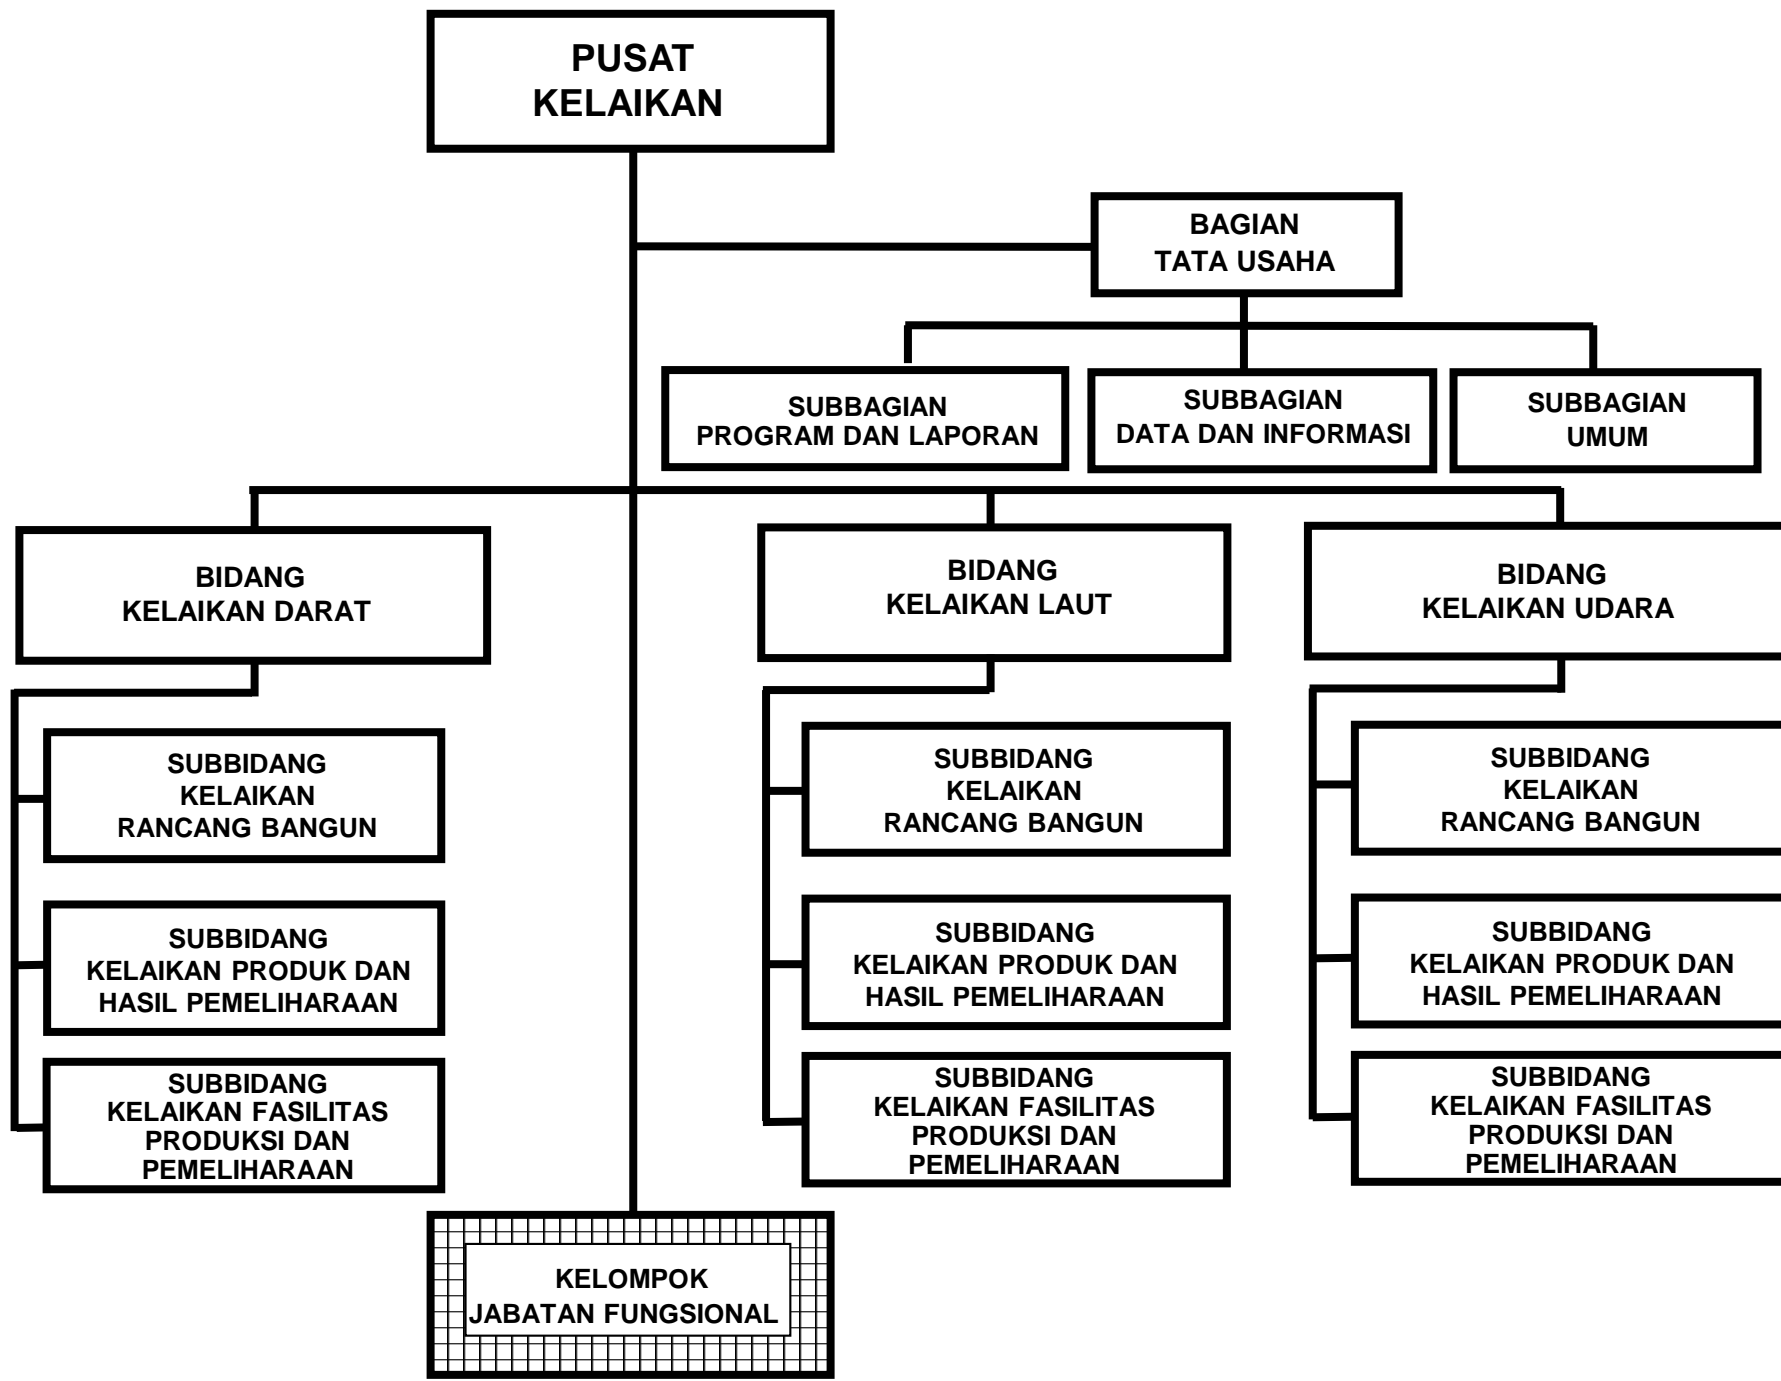 PUSAT
KELAIKAN
BAGIAN
TATA USAHA
SUBBAGIAN
PROGRAM DAN LAPORAN
SUBBAGIAN
DATA DAN INFORMASI
SUBBAGIAN
UMUM
BIDANG
KELAIKAN DARAT
BIDANG
KELAIKAN LAUT
BIDANG
KELAIKAN UDARA
SUBBIDANG
KELAIKAN
RANCANG BANGUN
SUBBIDANG
KELAIKAN PRODUK DAN
HASIL PEMELIHARAAN
SUBBIDANG
KELAIKAN FASILITAS
PRODUKSI DAN
PEMELIHARAAN
SUBBIDANG
KELAIKAN
RANCANG BANGUN
SUBBIDANG
KELAIKAN PRODUK DAN
HASIL PEMELIHARAAN
SUBBIDANG
KELAIKAN FASILITAS
PRODUKSI DAN
PEMELIHARAAN
SUBBIDANG
KELAIKAN
RANCANG BANGUN
SUBBIDANG
KELAIKAN PRODUK DAN
HASIL PEMELIHARAAN
SUBBIDANG
KELAIKAN FASILITAS
PRODUKSI DAN
PEMELIHARAAN
KELOMPOK
JABATAN FUNGSIONAL